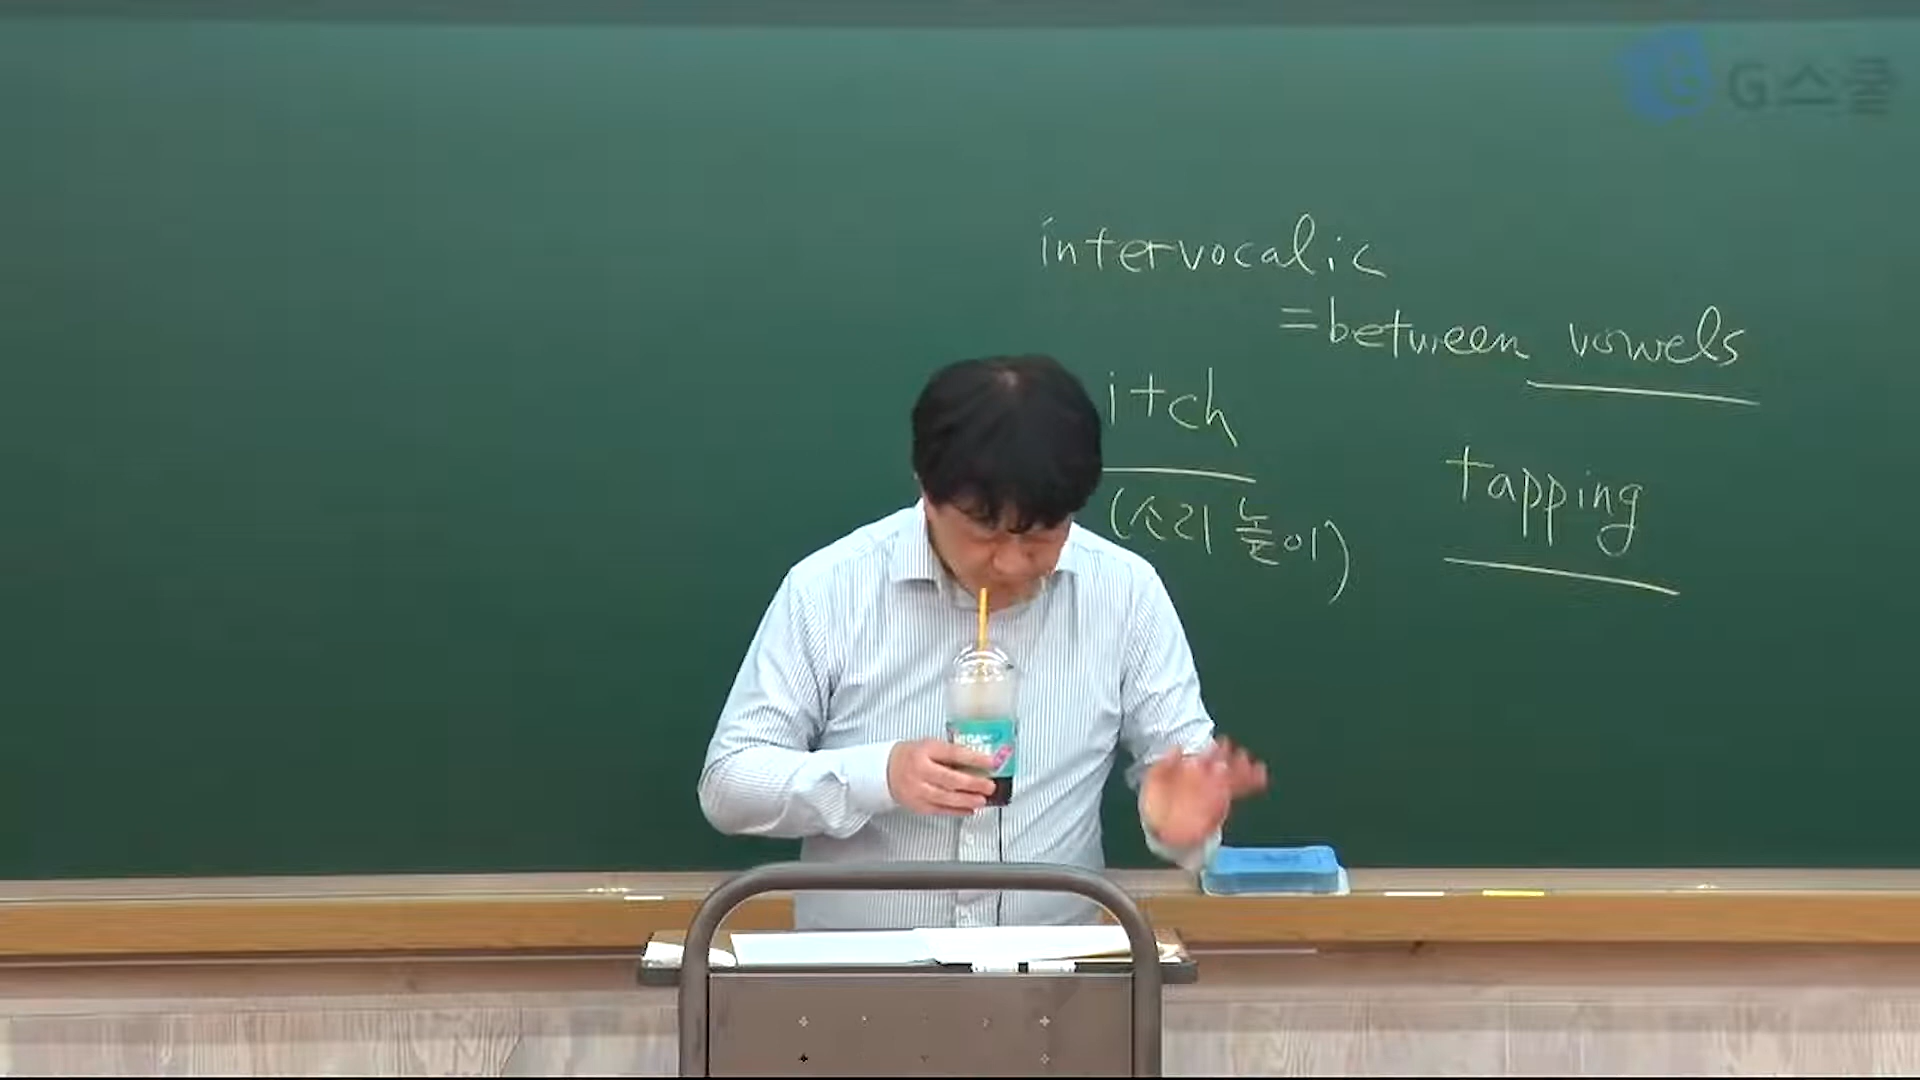 G스쿨
intervocalic
=between vowels
itch
tapping
(소리 높이)